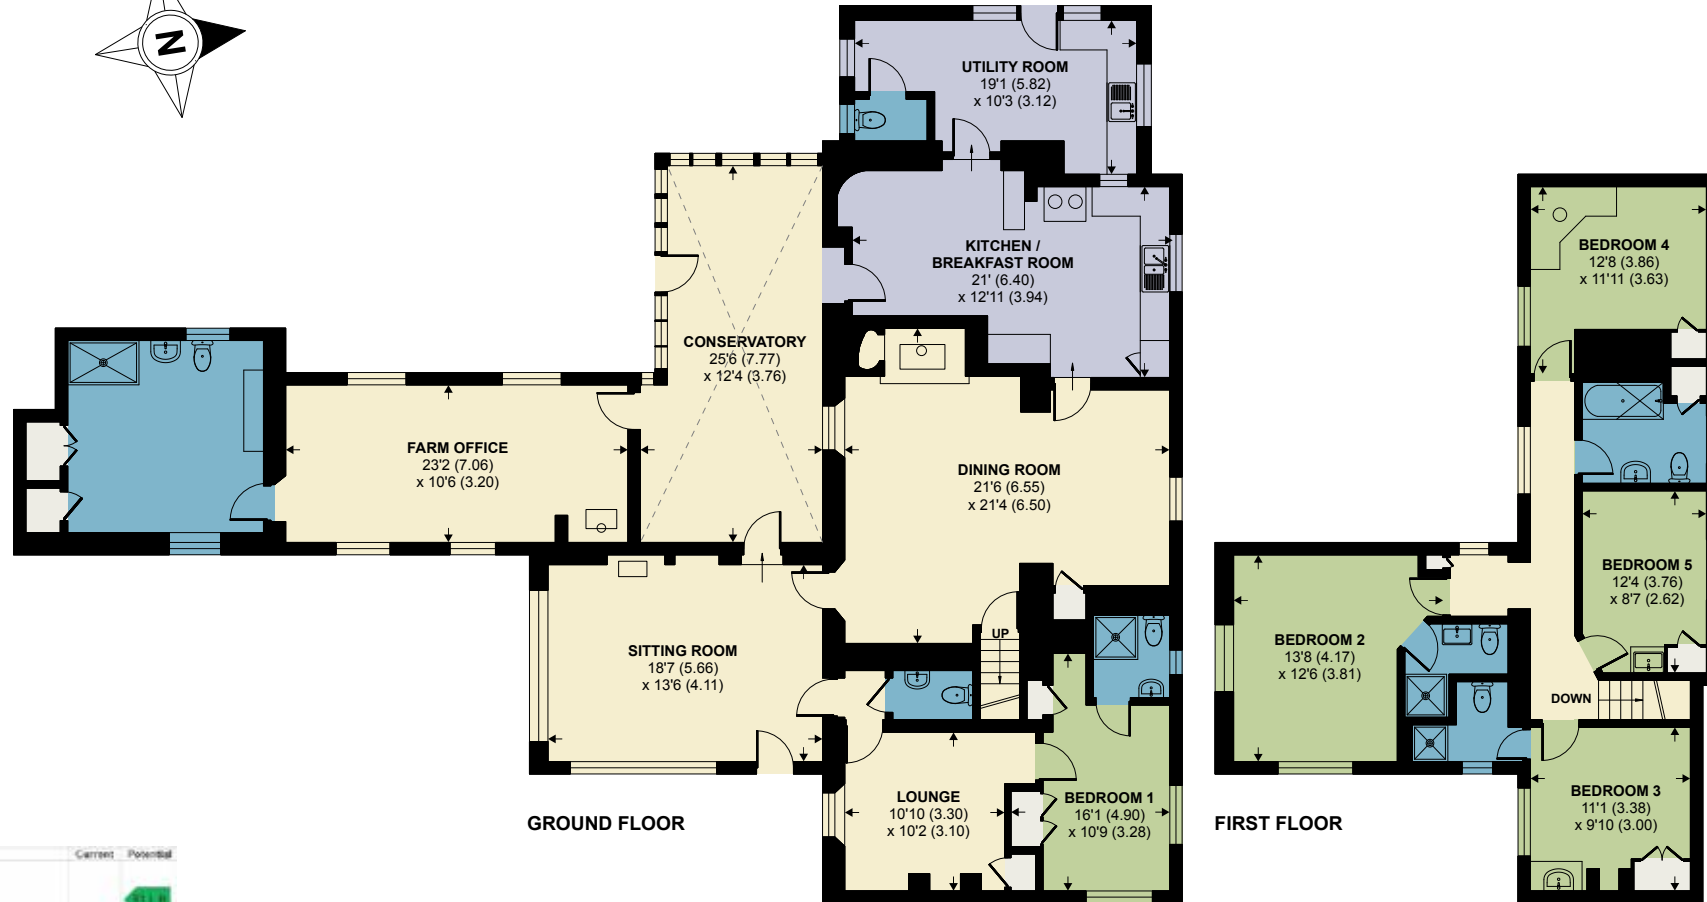 N
UTILITY ROOM
19'1 (5.82)
x 10'3 (3.12)
KITCHEN /
BREAKFAST ROOM
21' (6.40)
x 12'11 (3.94)
CONSERVATORY
25'6 (7.77)
x 12'4 (3.76)
FARM OFFICE
23'2 (7.06)
x 10'6 (3.20)
DINING ROOM
21'6 (6.55)
x 21'4 (6.50)
SITTING ROOM
18'7 (5.66)
x 13'6 (4.11)
UP
LOUNGE
10'10 (3.30)
x 10'2 (3.10)
BEDROOM 1
16'1 (4.90)
x 10'9 (3.28)
GROUND FLOOR
BEDROOM 4
12'8 (3.86)
x 11'11 (3.63)
BEDROOM 5
12'4 (3.76)
x 8'7 (2.62)
BEDROOM 2
13'8 (4.17)
x 12'6 (3.81)
DOWN
BEDROOM 3
11'1 (3.38)
x 9'10 (3.00)
FIRST FLOOR
Current Potential